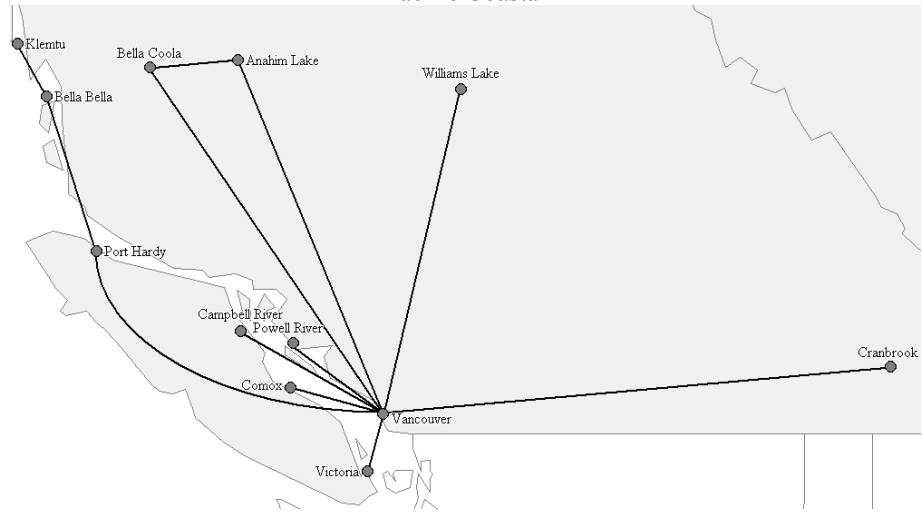 Klemtu
Bella Coola
Anahim Lake
Williams Lake
Bella Bella
Port Hardy
Campbell River
Powell River
Cranbrook
Comox
Vancouver
Victoria